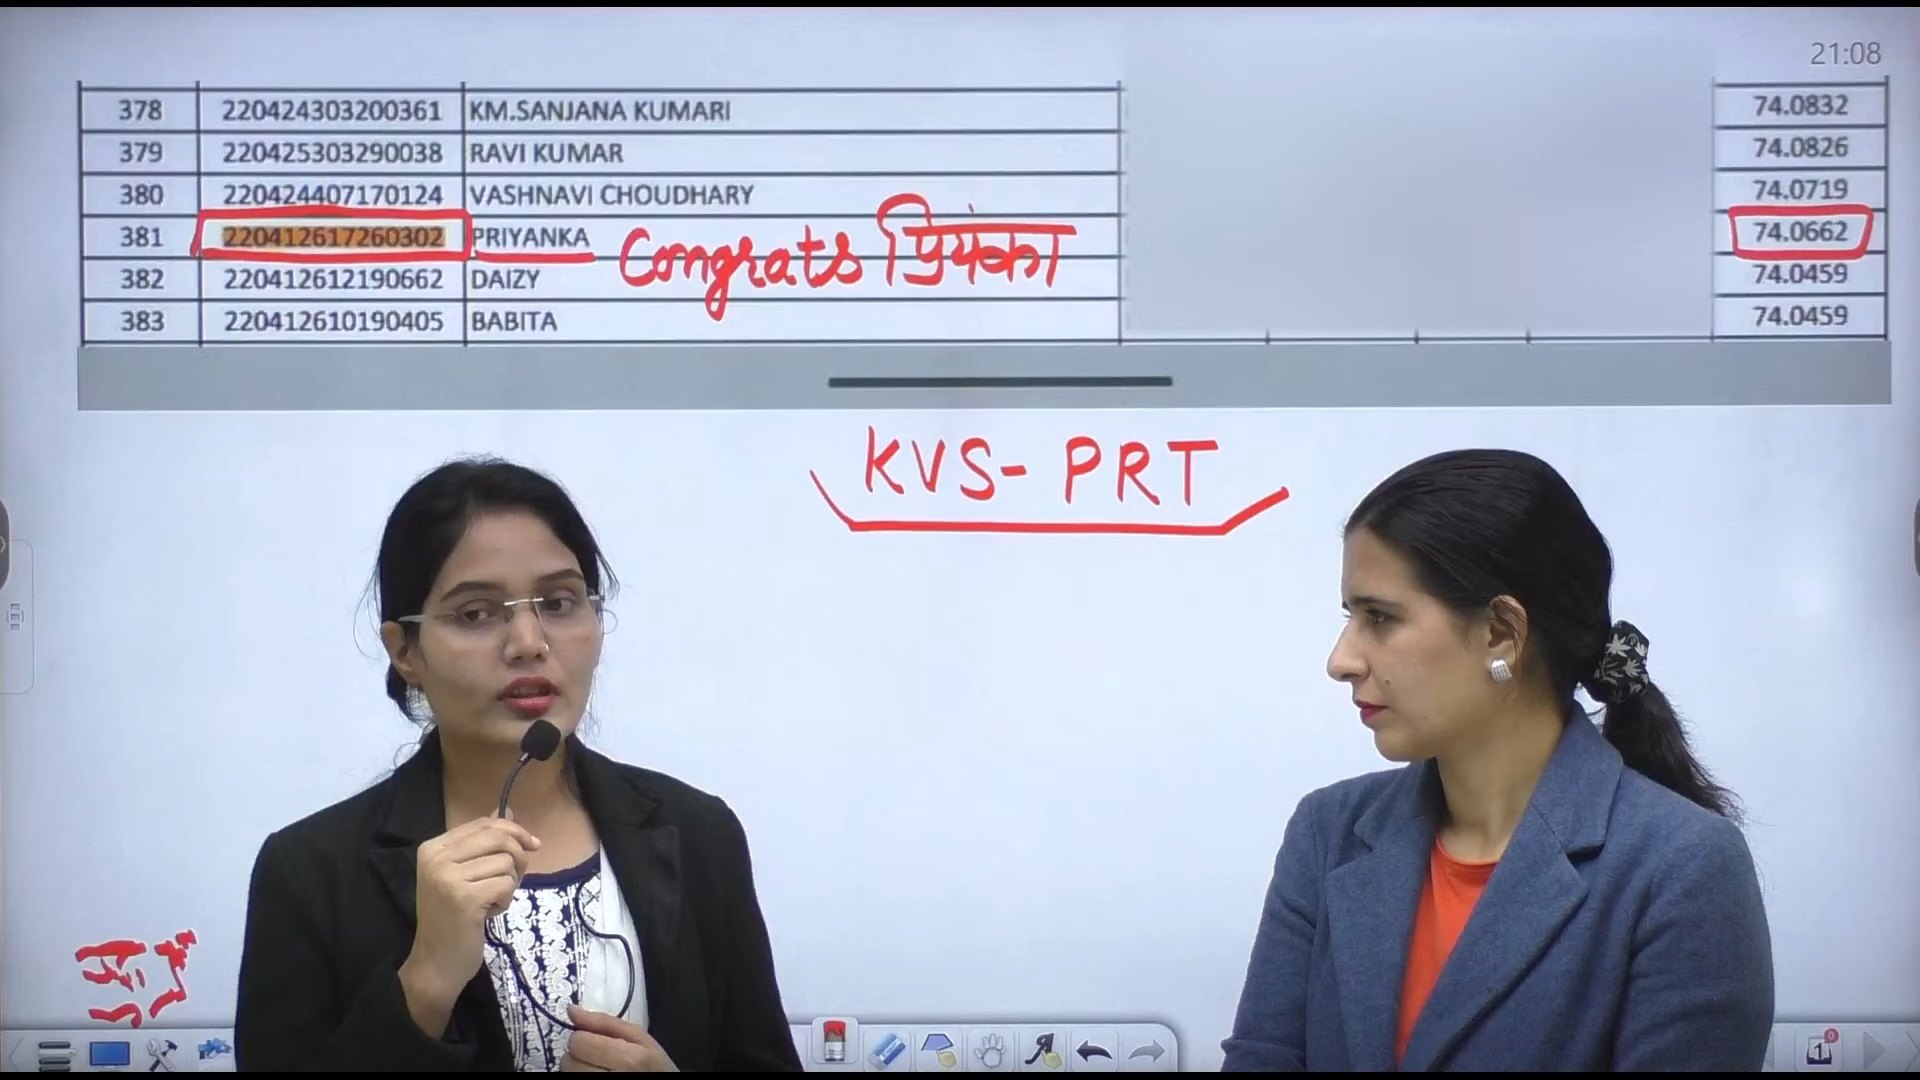 21:08
378 220424303200361 KM.SANJANA KUMARI 74.0832
379 220425303290038 RAVI KUMAR 74.0826
380 220424407170124 VASHNAVI CHOUDHARY 74.0719
381 220412617260302 PRIYANKA Congrats प्रियंका 74.0662
382 220412612190662 DAIZY 74.0459
383 220412610190405 BABITA 74.0459
KVS- PRT
1